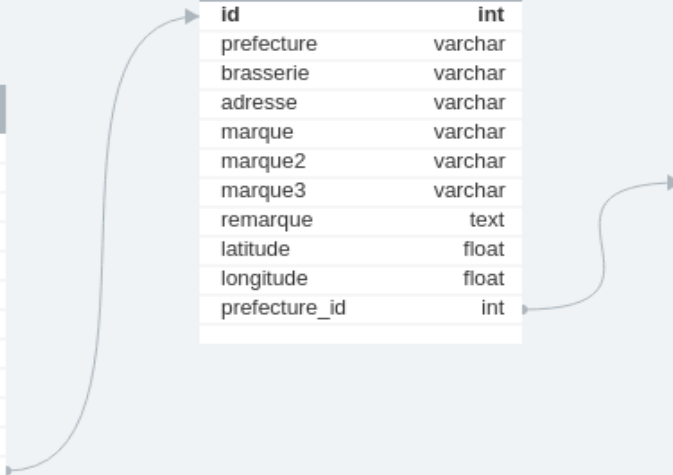 id int
prefecture varchar
brasserie varchar
adresse varchar
marque varchar
marque2 varchar
marque3 varchar
remarque text
latitude float
longitude float
prefecture_id int